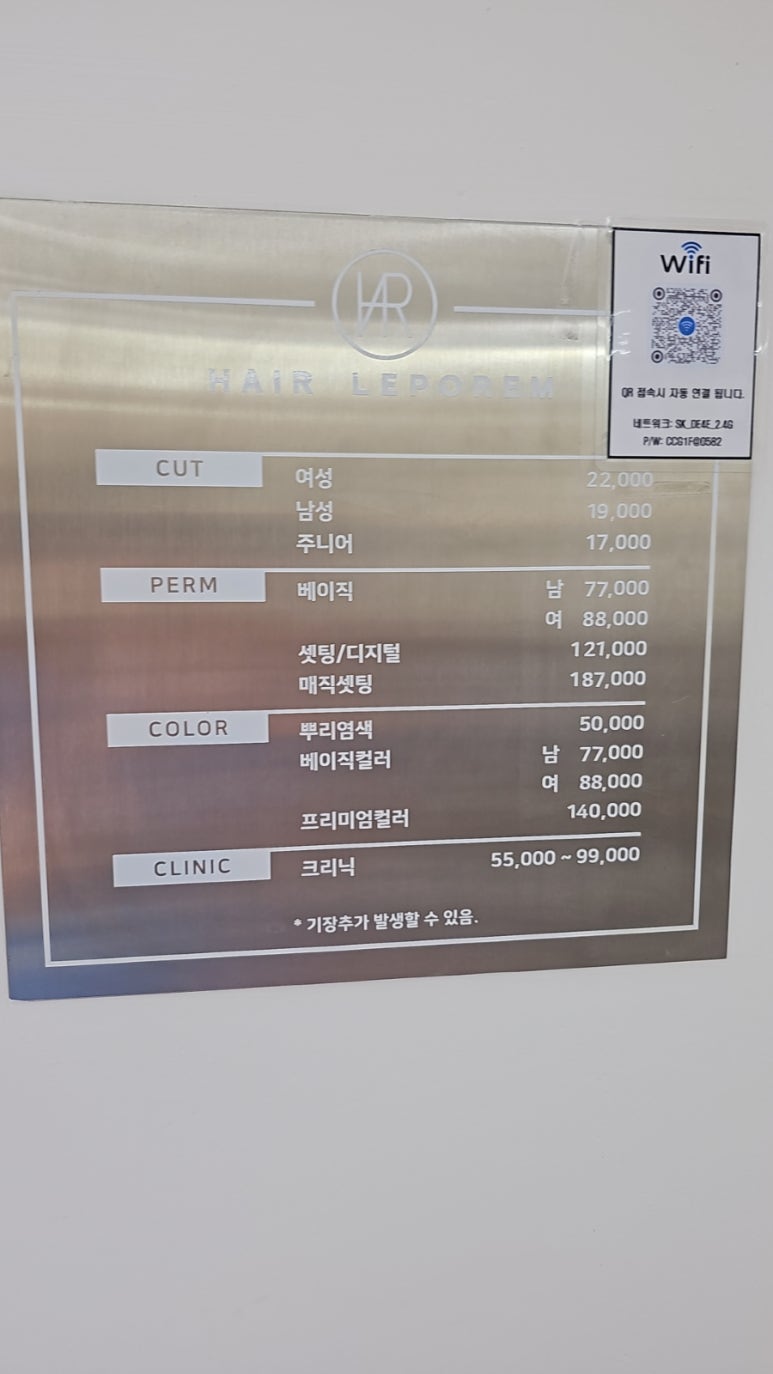 HR
HAIR LEPOREM
Wifi
QR 접속시 자동 연결 됩니다.
네트워크: SK_DE4E_2.4G
P/W: CCG1F@0582
CUT 여성 22,000
남성 19,000
주니어 17,000
PERM 베이직 남 77,000
여 88,000
셋팅/디지털 121,000
매직셋팅 187,000
COLOR 뿌리염색 50,000
베이직컬러 남 77,000
여 88,000
프리미엄컬러 140,000
CLINIC 크리닉 55,000 ~ 99,000
* 기장추가 발생할 수 있음.